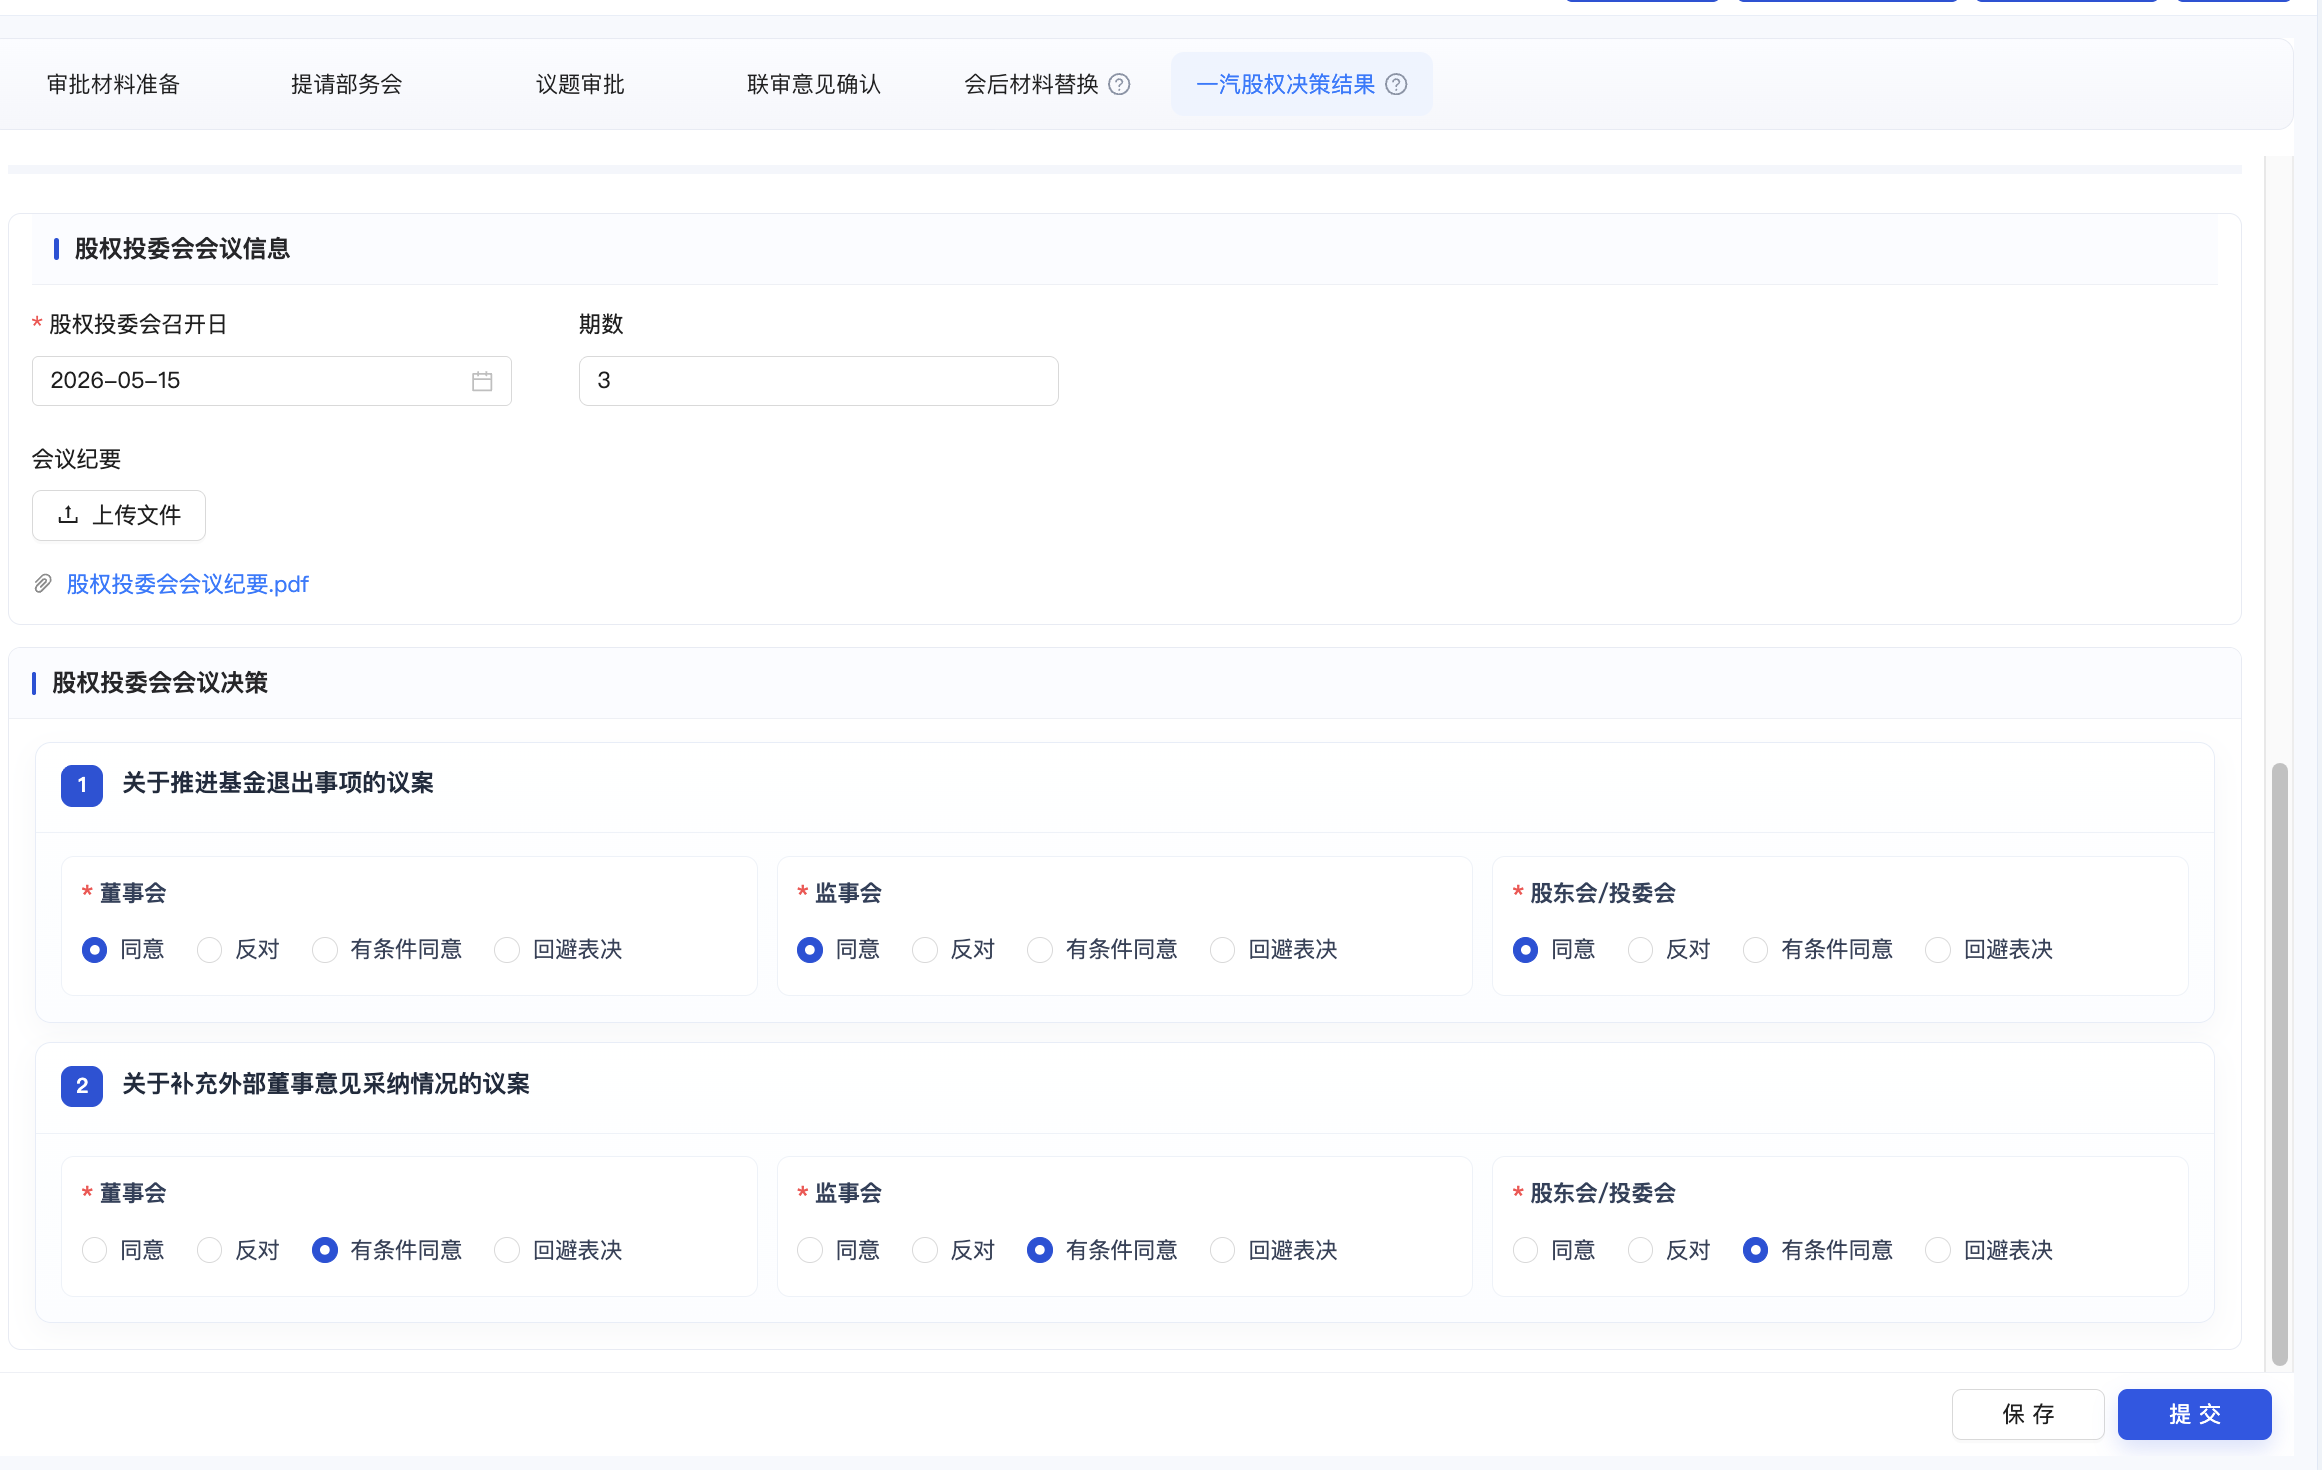 审批材料准备 提请部务会 议题审批 联审意见确认 会后材料替换 ? 一汽股权决策结果 ?
股权投委会会议信息
* 股权投委会召开日 期数
2026-05-15 3
会议纪要
上传文件
股权投委会会议纪要.pdf
股权投委会会议决策
1 关于推进基金退出事项的议案
* 董事会 * 监事会 * 股东会/投委会
同意 反对 有条件同意 回避表决 同意 反对 有条件同意 回避表决 同意 反对 有条件同意 回避表决
2 关于补充外部董事意见采纳情况的议案
* 董事会 * 监事会 * 股东会/投委会
同意 反对 有条件同意 回避表决 同意 反对 有条件同意 回避表决 同意 反对 有条件同意 回避表决
保 存 提 交